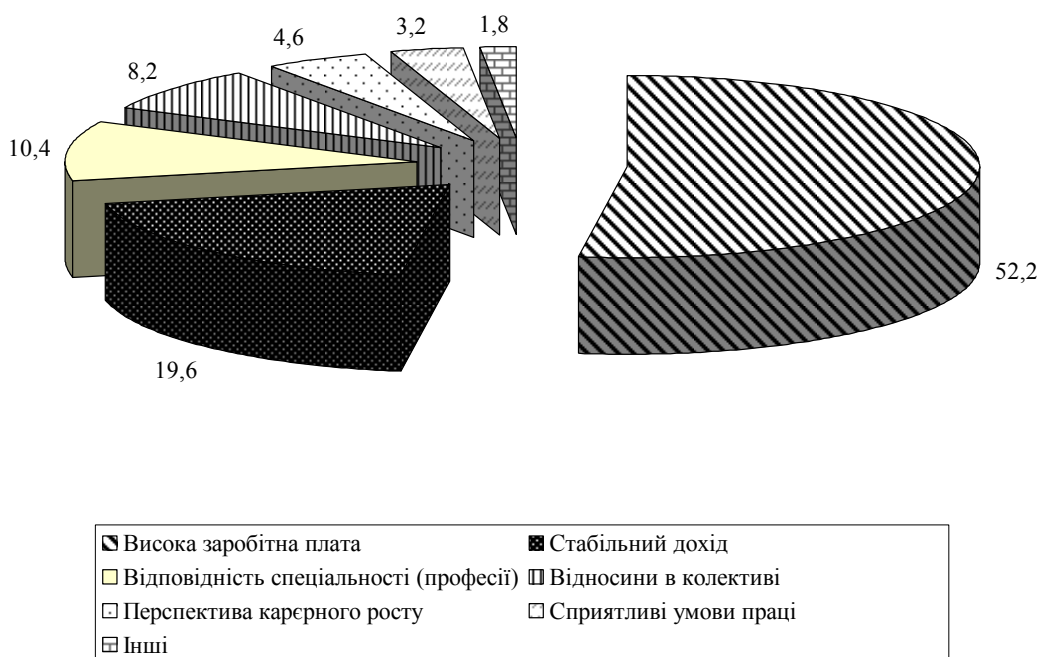 1,8
3,2
4,6
8,2
10,4
52,2
19,6
Висока заробітна плата
Стабільний дохід
Відповідність спеціальності (професії)
Відносини в колективі
Перспектива карєрного росту
Сприятливі умови праці
Інші